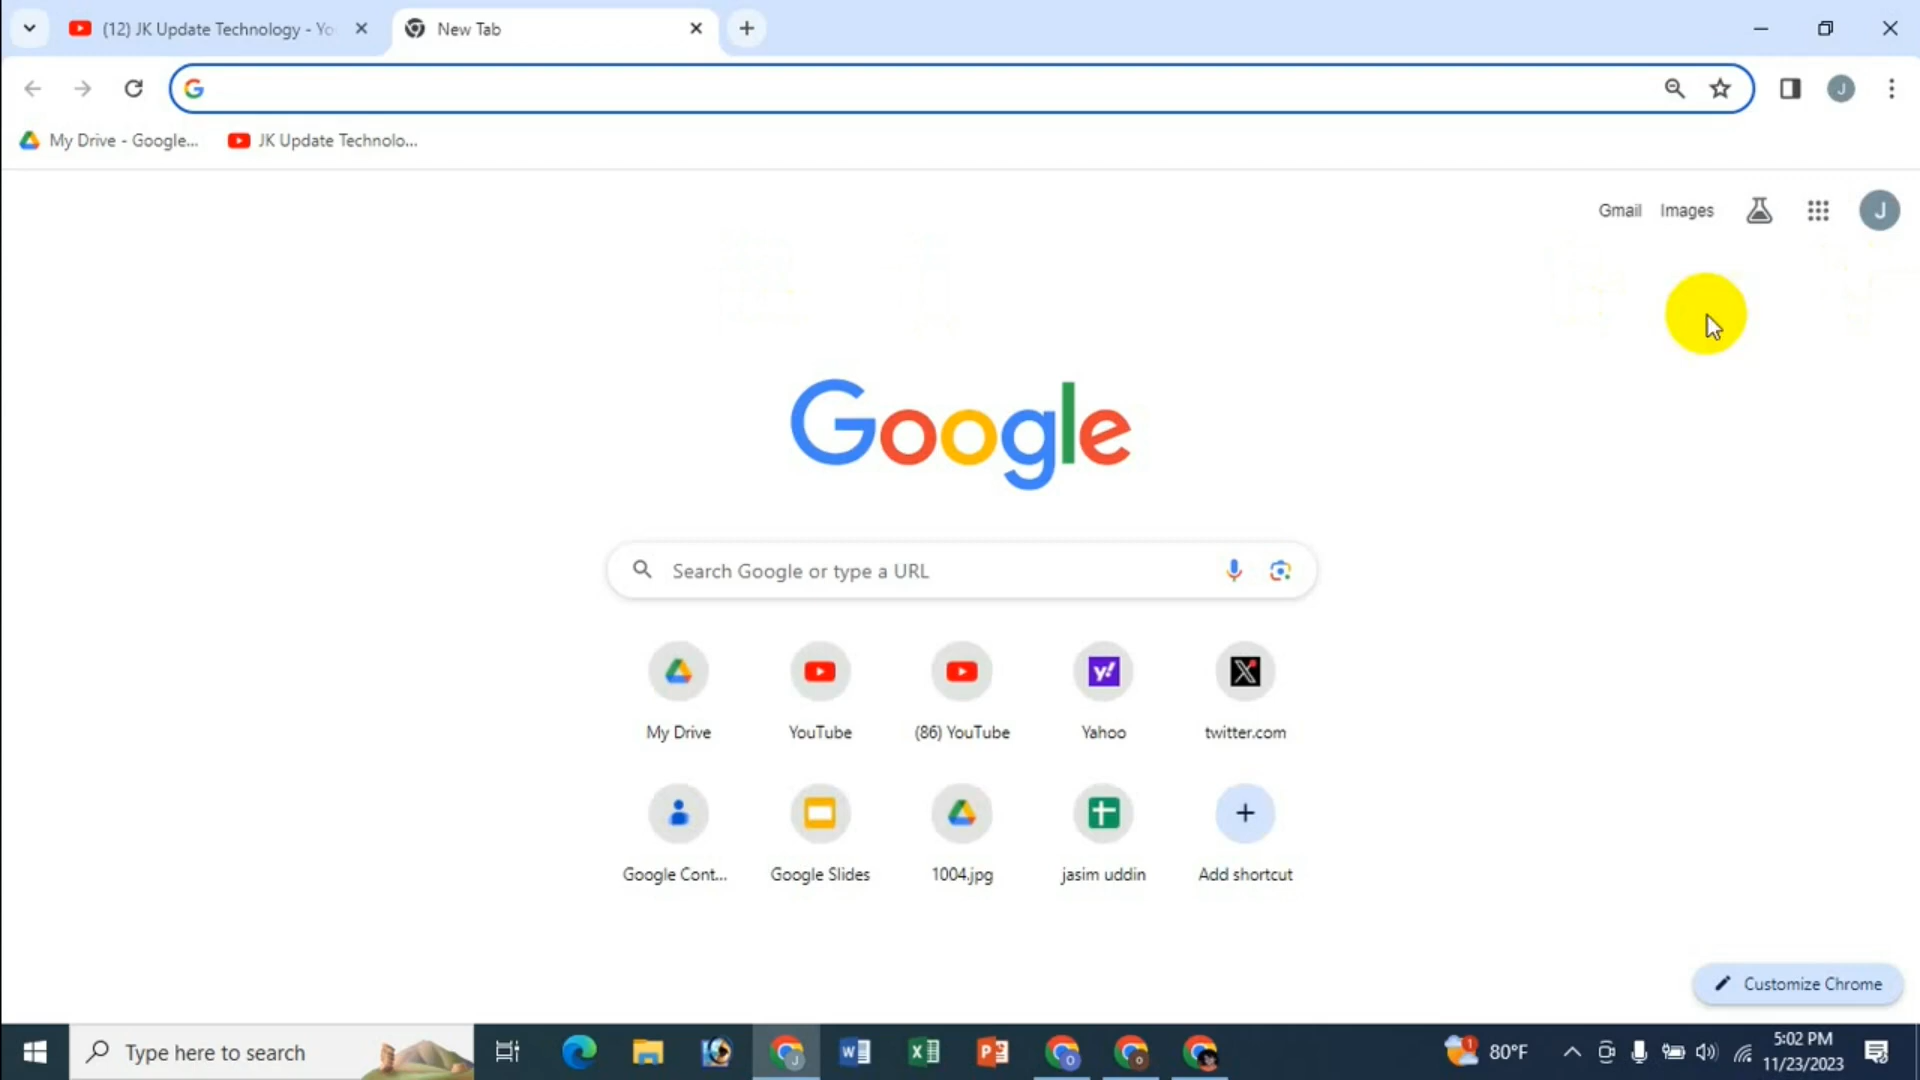 (12) JK Update Technology - Yo
New Tab
My Drive - Google...
JK Update Technolo...
Gmail
Images
J
Google
Search Google or type a URL
My Drive
YouTube
(86) YouTube
Yahoo
twitter.com
Google Cont...
Google Slides
1004.jpg
jasim uddin
Add shortcut
Customize Chrome
Type here to search
80°F
5:02 PM
11/23/2023